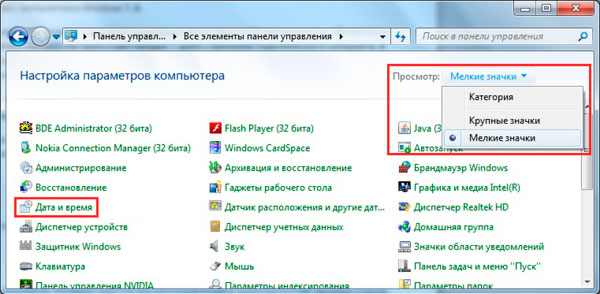 Панель управл... Все элементы панели управления
Поиск в панели управления
Настройка параметров компьютера
Просмотр: Мелкие значки
Категория
Крупные значки
Мелкие значки
BDE Administrator (32 бита) Flash Player (32 бита) Java (
Nokia Connection Manager (32 бита) Windows CardSpace Автозапуск
Администрирование Архивация и восстановление Брандмауэр Windows
Восстановление Гаджеты рабочего стола Графика и медиа Intel(R)
Дата и время Датчик расположения и другие дат... Диспетчер Realtek HD
Диспетчер устройств Диспетчер учетных данных Домашняя группа
Защитник Windows Звук Значки области уведомлений
Клавиатура Мышь Панель задач и меню "Пуск"
Панель управления NVIDIA Параметры индексирования Параметры папок